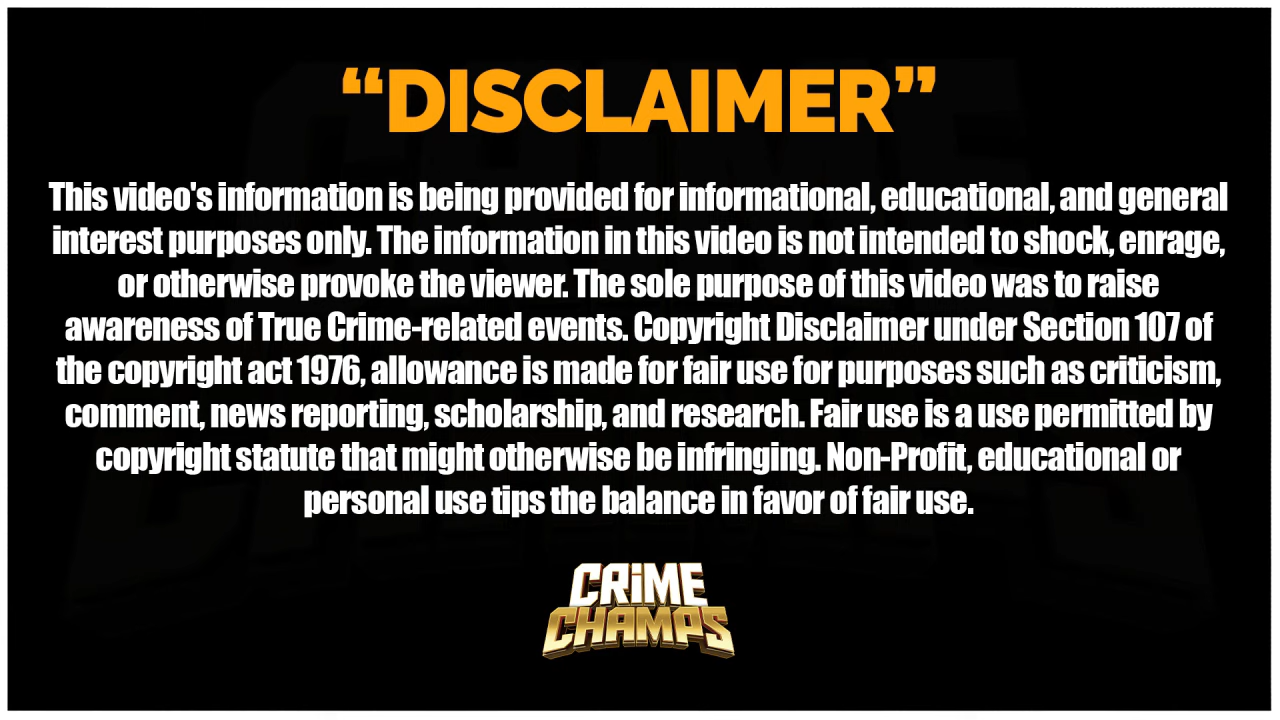 “DISCLAIMER”
This video's information is being provided for informational, educational, and general
interest purposes only. The information in this video is not intended to shock, enrage,
or otherwise provoke the viewer. The sole purpose of this video was to raise
awareness of True Crime-related events. Copyright Disclaimer under Section 107 of
the copyright act 1976, allowance is made for fair use for purposes such as criticism,
comment, news reporting, scholarship, and research. Fair use is a use permitted by
copyright statute that might otherwise be infringing. Non-Profit, educational or
personal use tips the balance in favor of fair use.
CRiME
CHAMPS